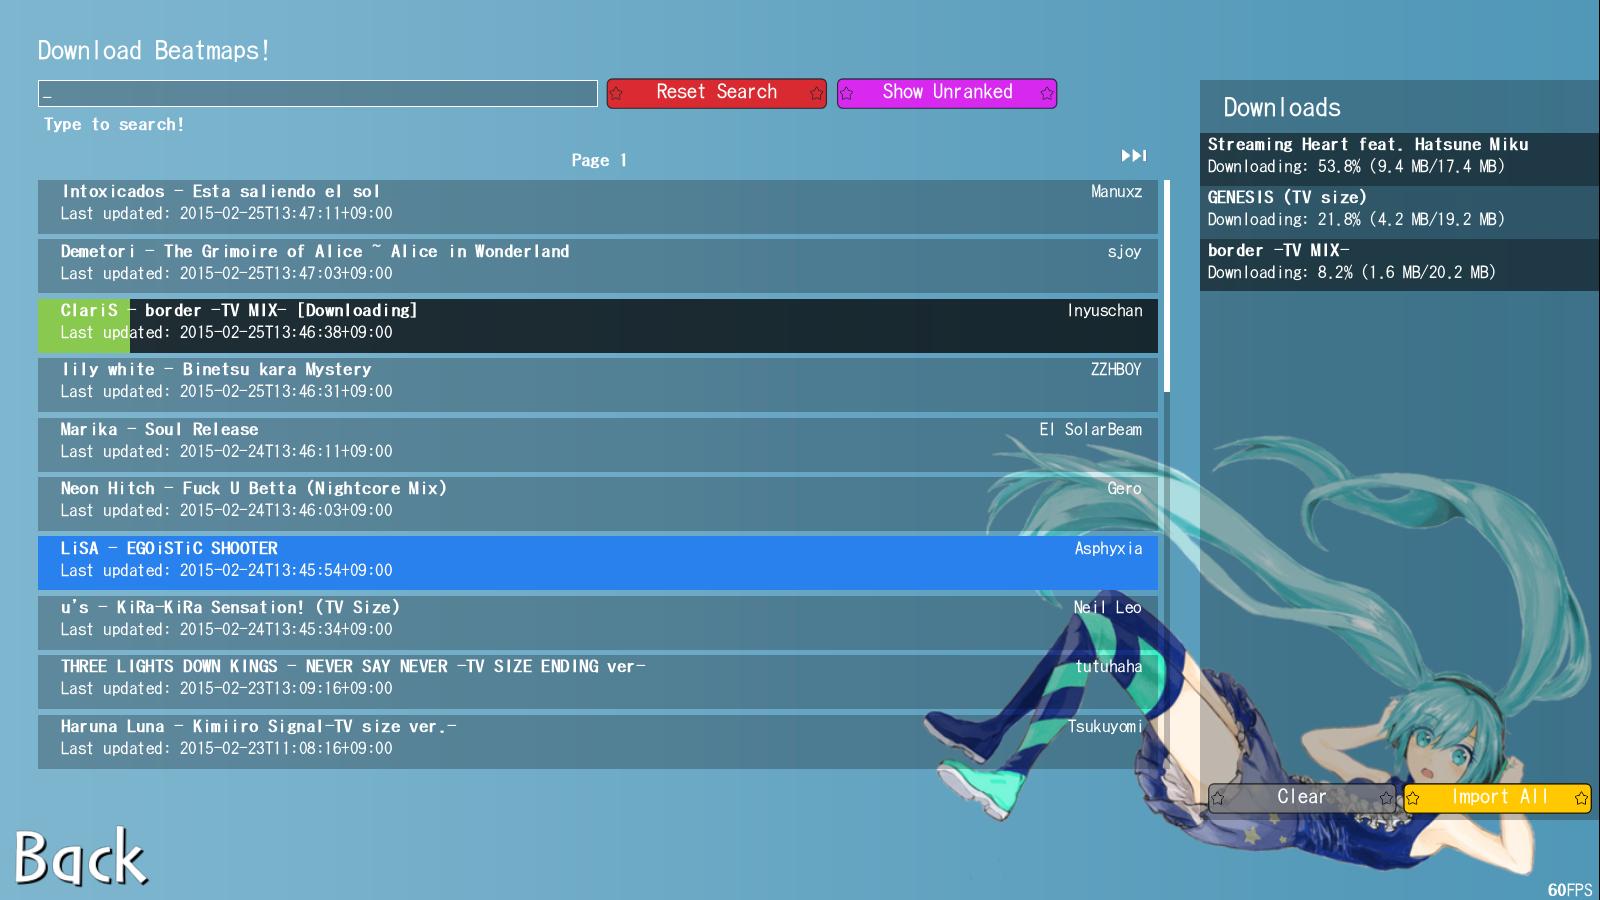 Download Beatmaps!
_
Reset Search
Show Unranked
Type to search!
Page 1
Intoxicados - Esta saliendo el sol
Manuxz
Last updated: 2015-02-25T13:47:11+09:00
Demetori - The Grimoire of Alice ~ Alice in Wonderland
sjoy
Last updated: 2015-02-25T13:47:03+09:00
ClariS - border -TV MIX- [Downloading]
Inyuschan
Last updated: 2015-02-25T13:46:38+09:00
lily white - Binetsu kara Mystery
ZZHBOY
Last updated: 2015-02-25T13:46:31+09:00
Marika - Soul Release
El SolarBeam
Last updated: 2015-02-24T13:46:11+09:00
Neon Hitch - Fuck U Betta (Nightcore Mix)
Gero
Last updated: 2015-02-24T13:46:03+09:00
LiSA - EGOiSTiC SHOOTER
Asphyxia
Last updated: 2015-02-24T13:45:54+09:00
u's - KiRa-KiRa Sensation! (TV Size)
Neil Leo
Last updated: 2015-02-24T13:45:34+09:00
THREE LIGHTS DOWN KINGS - NEVER SAY NEVER -TV SIZE ENDING ver-
tutuhaha
Last updated: 2015-02-23T13:09:16+09:00
Haruna Luna - Kimiiro Signal-TV size ver.-
Tsukuyomi
Last updated: 2015-02-23T11:08:16+09:00
Downloads
Streaming Heart feat. Hatsune Miku
Downloading: 53.8% (9.4 MB/17.4 MB)
GENESIS (TV size)
Downloading: 21.8% (4.2 MB/19.2 MB)
border -TV MIX-
Downloading: 8.2% (1.6 MB/20.2 MB)
Clear
Import All
Back
60FPS